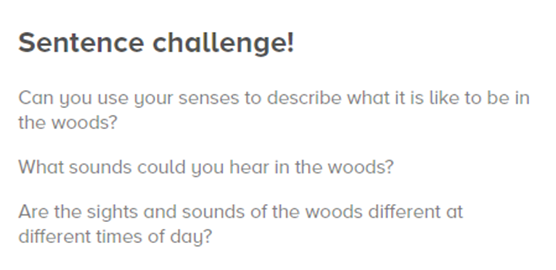 Sentence challenge!
Can you use your senses to describe what it is like to be in
the woods?
What sounds could you hear in the woods?
Are the sights and sounds of the woods different at
different times of day?